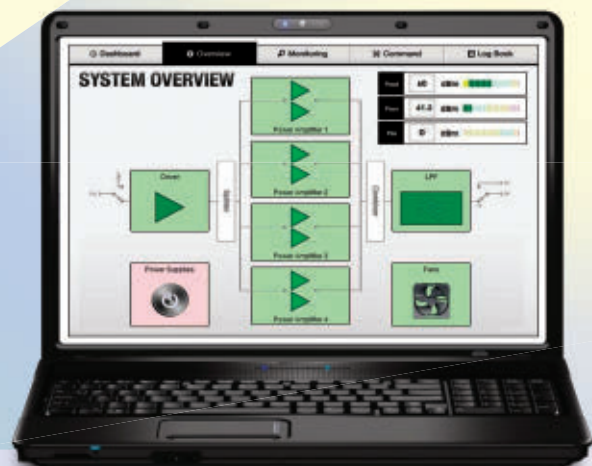 Dashboard
Overview
Monitoring
Command
Log Book
SYSTEM OVERVIEW
Power Amplifier 1
Power Amplifier 2
Power Amplifier 3
Power Amplifier 4
Driver
Splitter
Combiner
LPF
Power Supplies
Fans
dBm
dBm
dBm